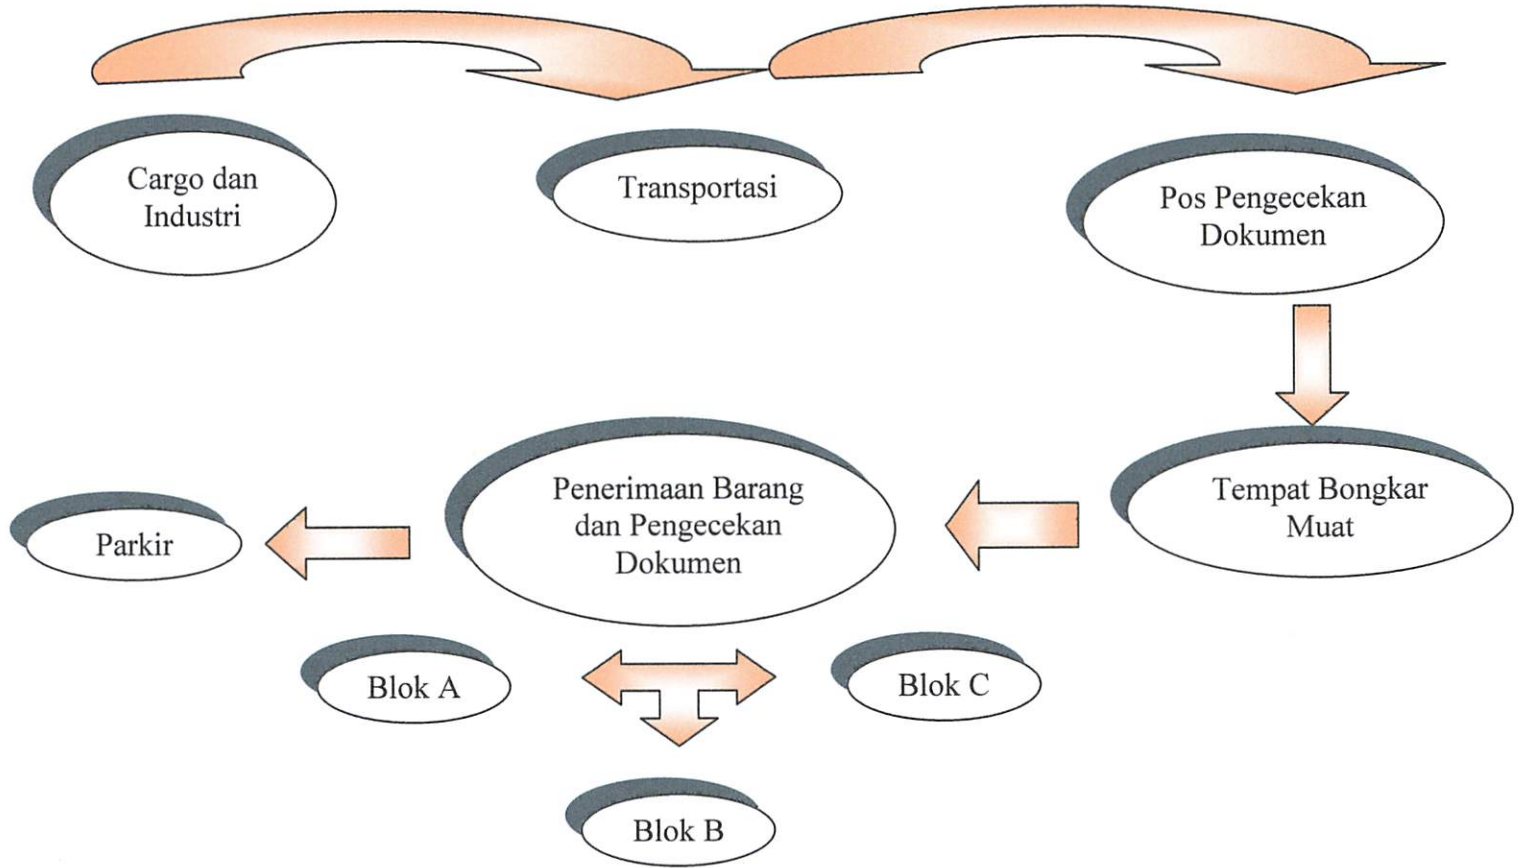 Cargo dan
Industri
Transportasi
Pos Pengecekan
Dokumen
Tempat Bongkar
Muat
Penerimaan Barang
dan Pengecekan
Dokumen
Parkir
Blok A
Blok C
Blok B